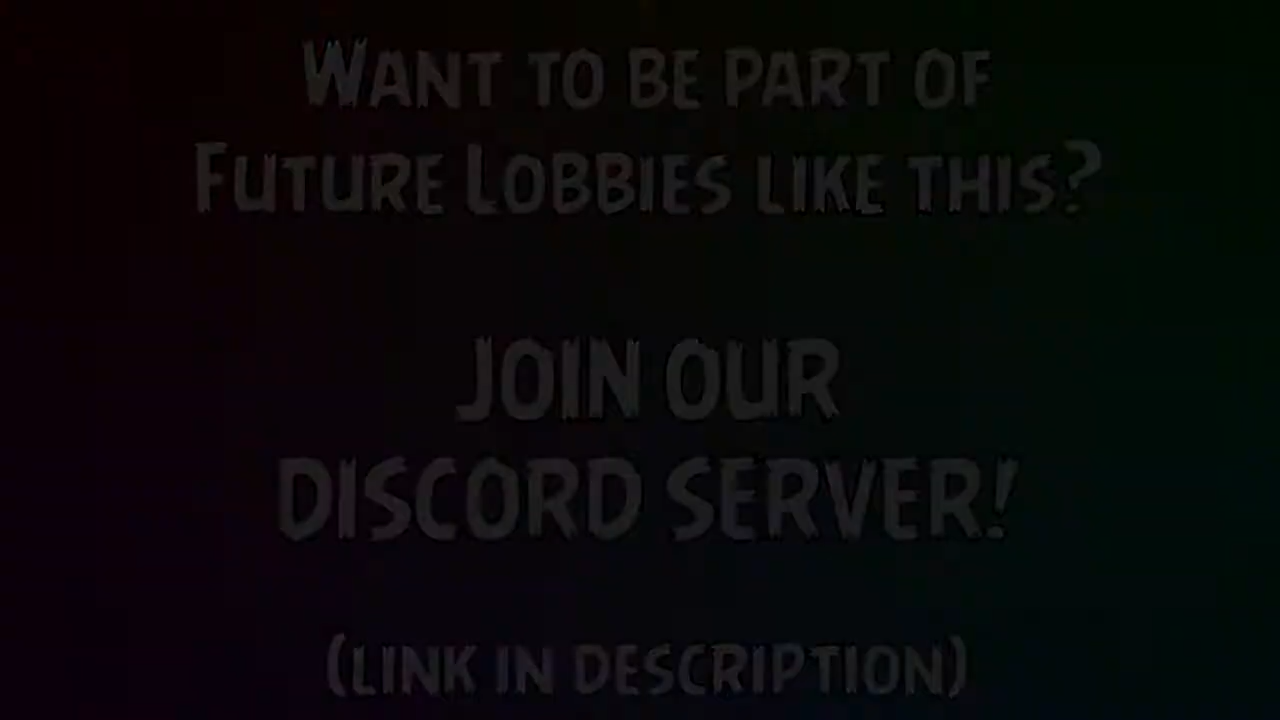 WANT TO BE PART OF
FUTURE LOBBIES LIKE THIS?
JOIN OUR
DISCORD SERVER!
(LINK IN DESCRIPTION)